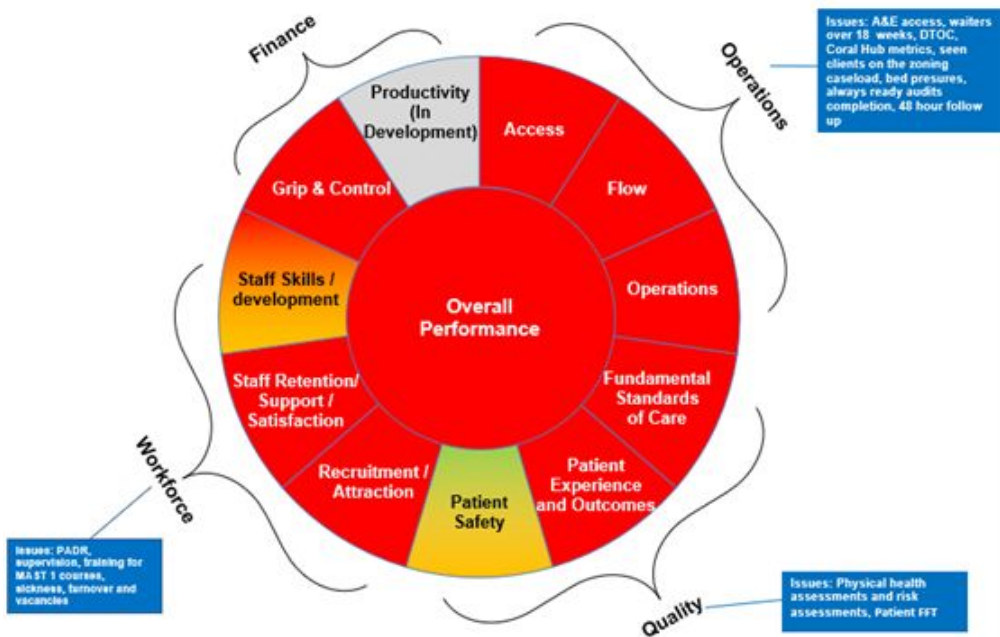 Finance
Operations
Issues: A&E access, waiters
over 18 weeks, DTOC,
Coral Hub metrics, seen
clients on the zoning
caseload, bed presures,
always ready audits
completion, 48 hour follow
up
Productivity
(In
Development)
Access
Grip & Control
Flow
Staff Skills /
development
Operations
Overall
Performance
Staff Retention/
Support /
Satisfaction
Fundamental
Standards
of Care
Recruitment /
Attraction
Patient
Safety
Patient
Experience
and Outcomes
Workforce
Issues: PADR,
supervision, training for
MAST 1 courses,
sickness, turnover and
vacancies
Quality
Issues: Physical health
assessments and risk
assessments, Patient FFT